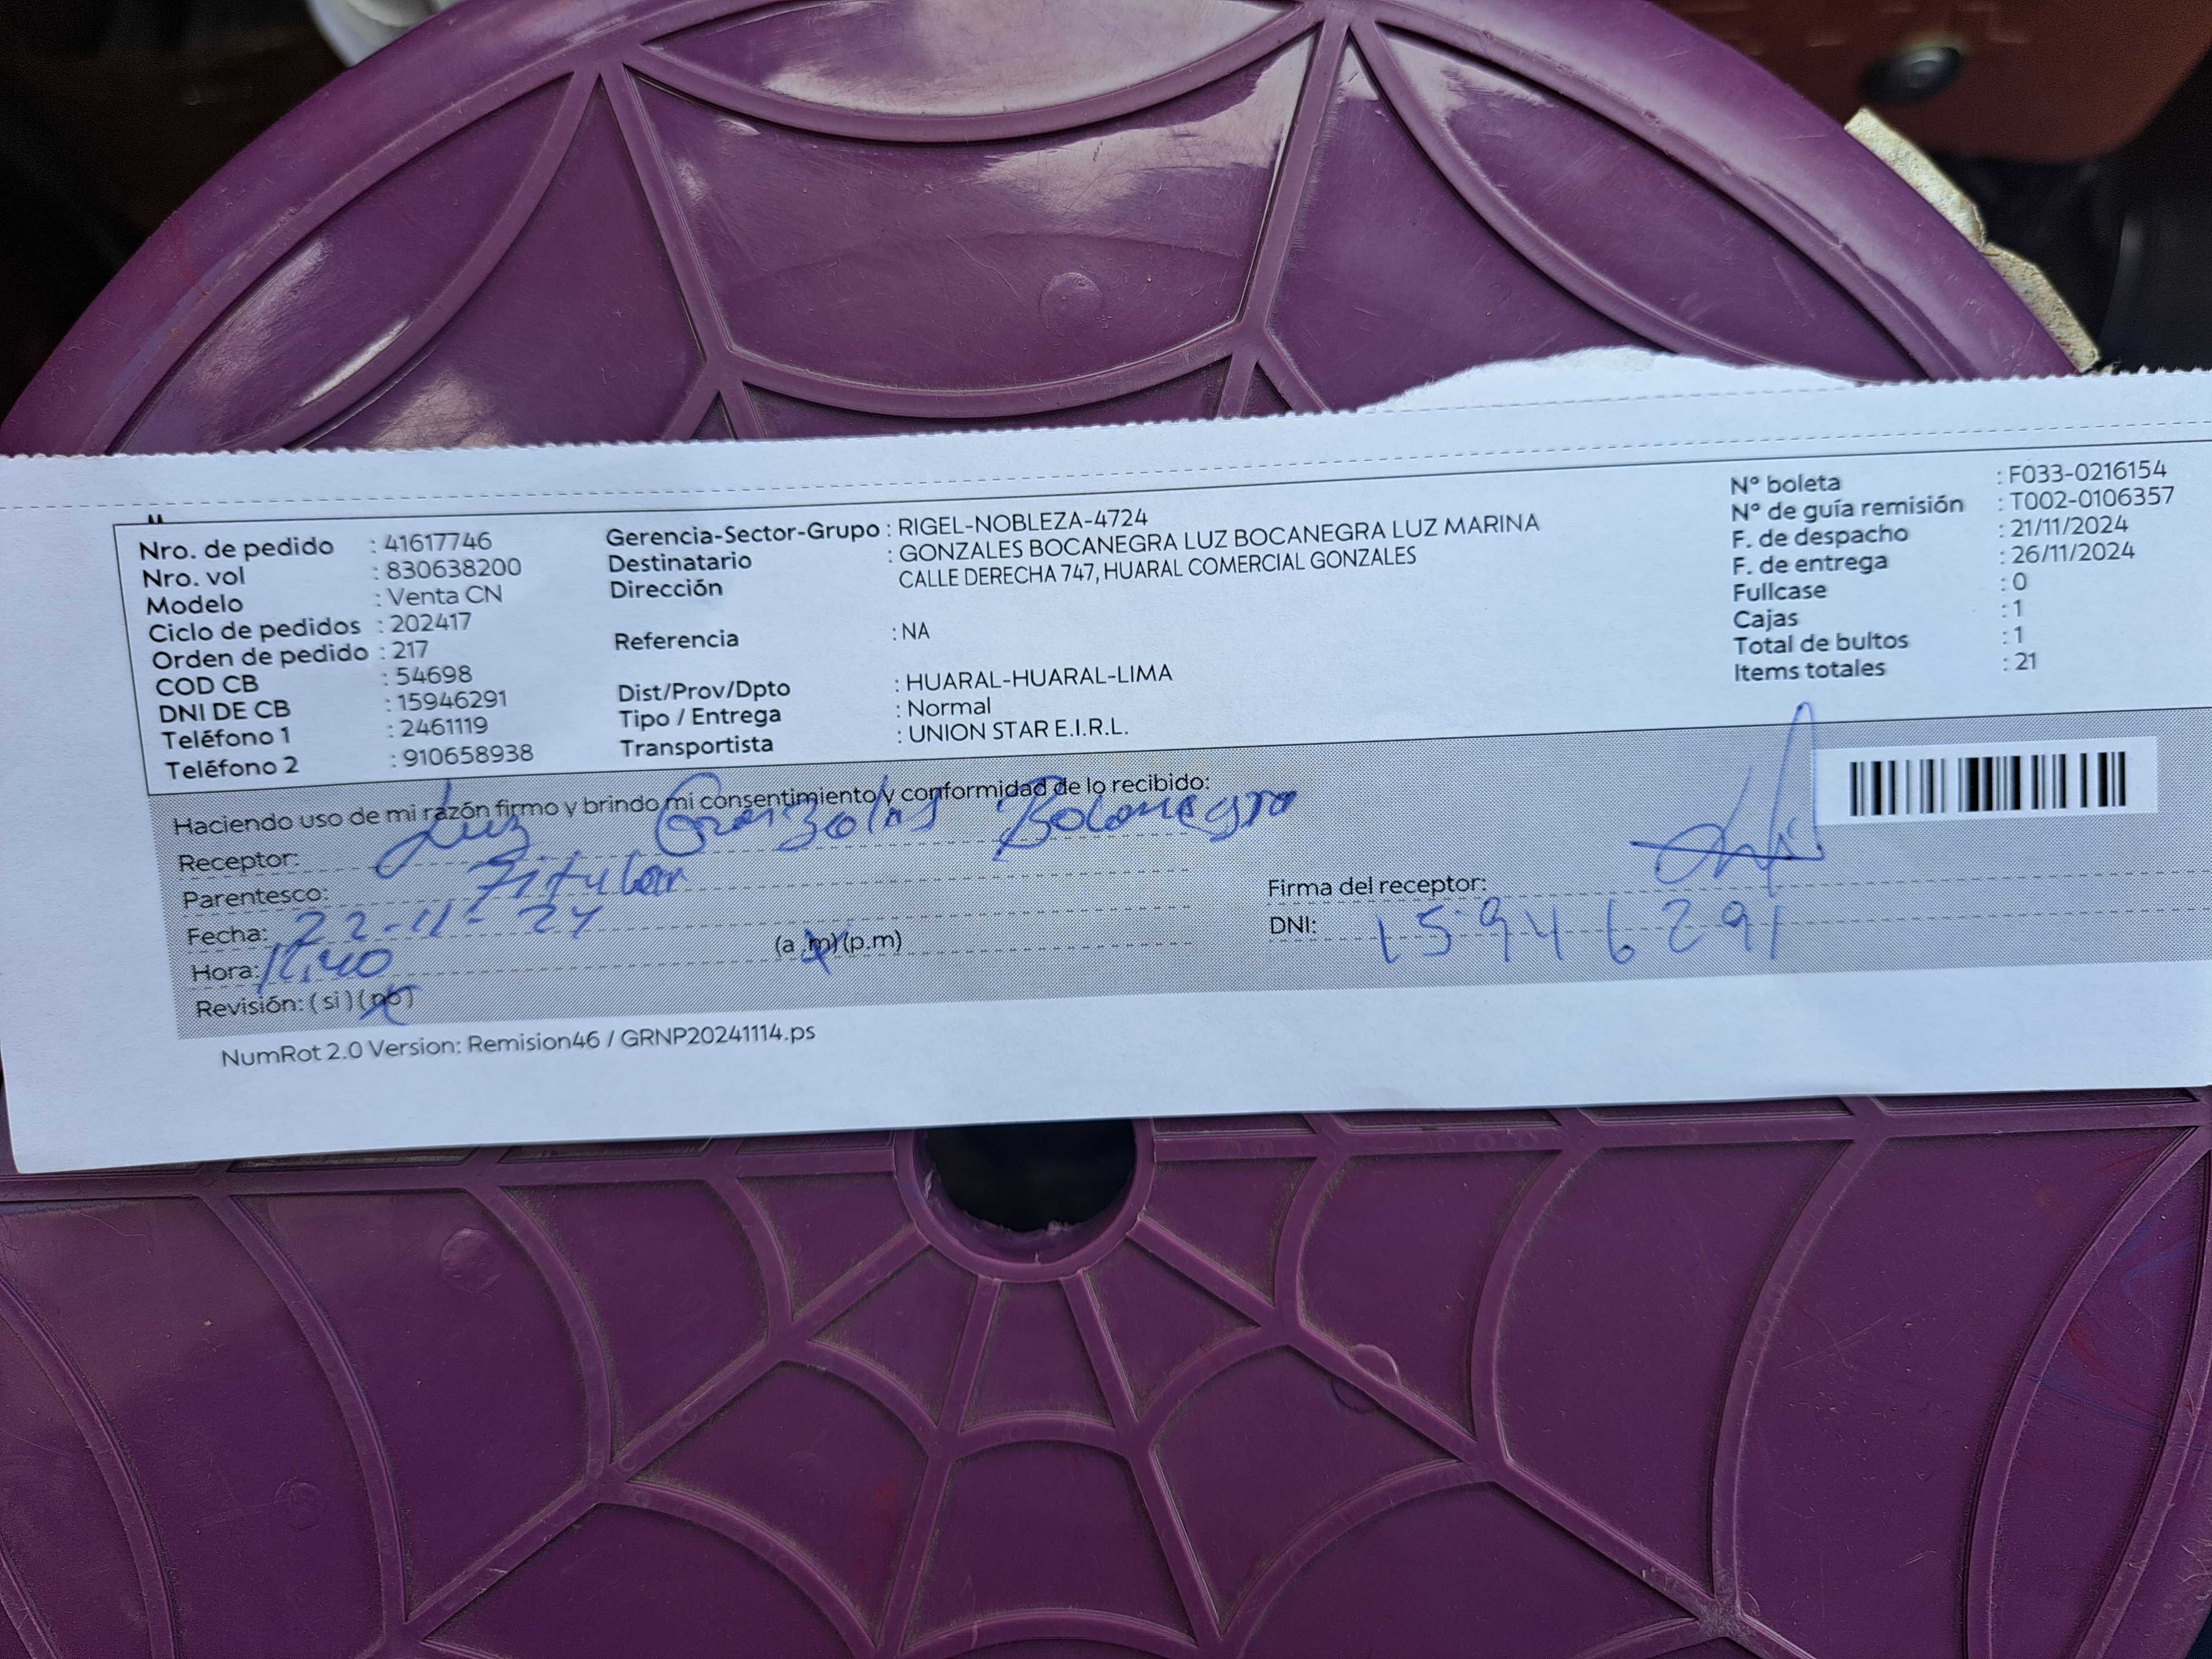 Nro. de pedido : 41617746
Nro. vol : 830638200
Modelo : Venta CN
Ciclo de pedidos : 202417
Orden de pedido : 217
COD CB : 54698
DNI DE CB : 15946291
Teléfono 1 : 2461119
Teléfono 2 : 910658938
Gerencia-Sector-Grupo : RIGEL-NOBLEZA-4724
Destinatario : GONZALES BOCANEGRA LUZ BOCANEGRA LUZ MARINA
Dirección CALLE DERECHA 747, HUARAL COMERCIAL GONZALES
Referencia : NA
Dist/Prov/Dpto : HUARAL-HUARAL-LIMA
Tipo / Entrega : Normal
Transportista : UNION STAR E.I.R.L.
N° boleta : F033-0216154
N° de guía remisión : T002-0106357
F. de despacho : 21/11/2024
F. de entrega : 26/11/2024
Fullcase : 0
Cajas : 1
Total de bultos : 1
Items totales : 21
Haciendo uso de mi razón firmo y brindo mi consentimiento y conformidad de lo recibido:
Receptor: Luz Gonzales Bocanegra
Parentesco: Titular
Fecha: 22-11-24
Hora: (a.m)(p.m)
Revisión: (si)(no)
Firma del receptor:
DNI: 15946291
NumRot 2.0 Version: Remision46 / GRNP20241114.ps